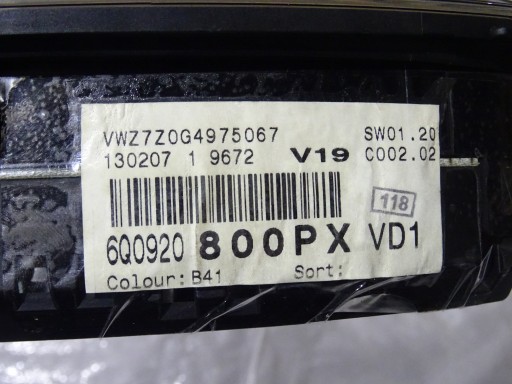 VWZ7Z0G4975067 SW01.20
130207 1 9672 V19 C002.02
118
6Q0920 800PX VD1
Colour: B41 Sort: